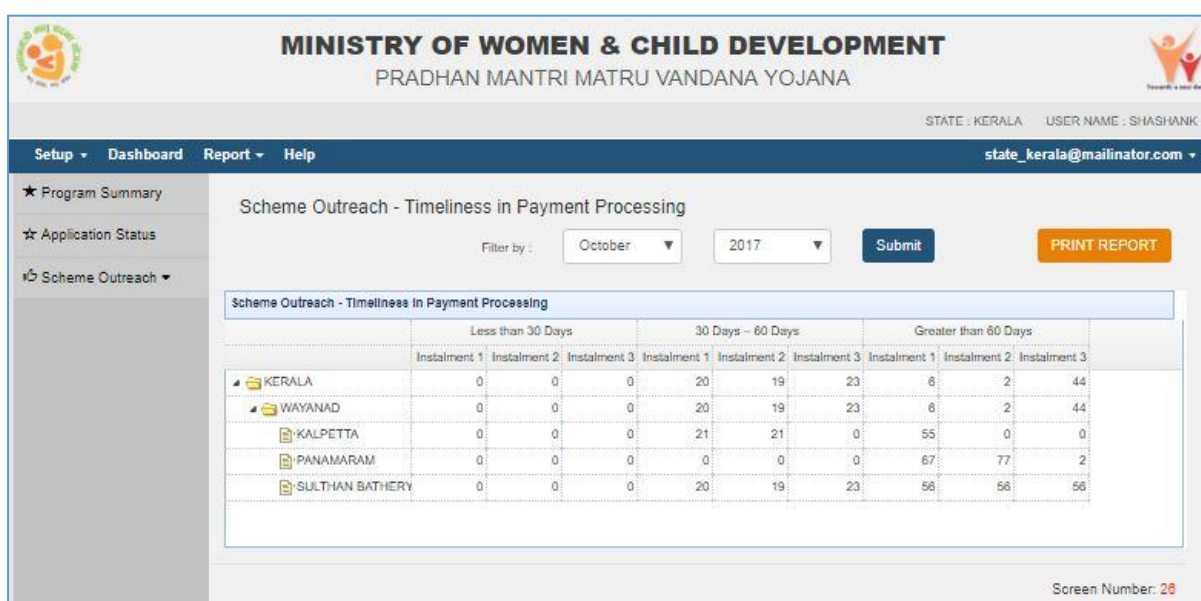 MINISTRY OF WOMEN & CHILD DEVELOPMENT
PRADHAN MANTRI MATRU VANDANA YOJANA
STATE : KERALA USER NAME : SHASHANK
Setup Dashboard Report Help state_kerala@mailinator.com
Program Summary
Application Status
Scheme Outreach
Scheme Outreach - Timeliness in Payment Processing
Filter by : October 2017 Submit PRINT REPORT
Scheme Outreach - Timeliness in Payment Processing
Less than 30 Days 30 Days – 60 Days Greater than 60 Days
Instalment 1 Instalment 2 Instalment 3 Instalment 1 Instalment 2 Instalment 3 Instalment 1 Instalment 2 Instalment 3
KERALA 0 0 0 20 19 23 6 2 44
WAYANAD 0 0 0 20 19 23 6 2 44
KALPETTA 0 0 0 21 21 0 55 0 0
PANAMARAM 0 0 0 0 0 0 67 77 2
SULTHAN BATHERY 0 0 0 20 19 23 56 56 56
Screen Number: 26